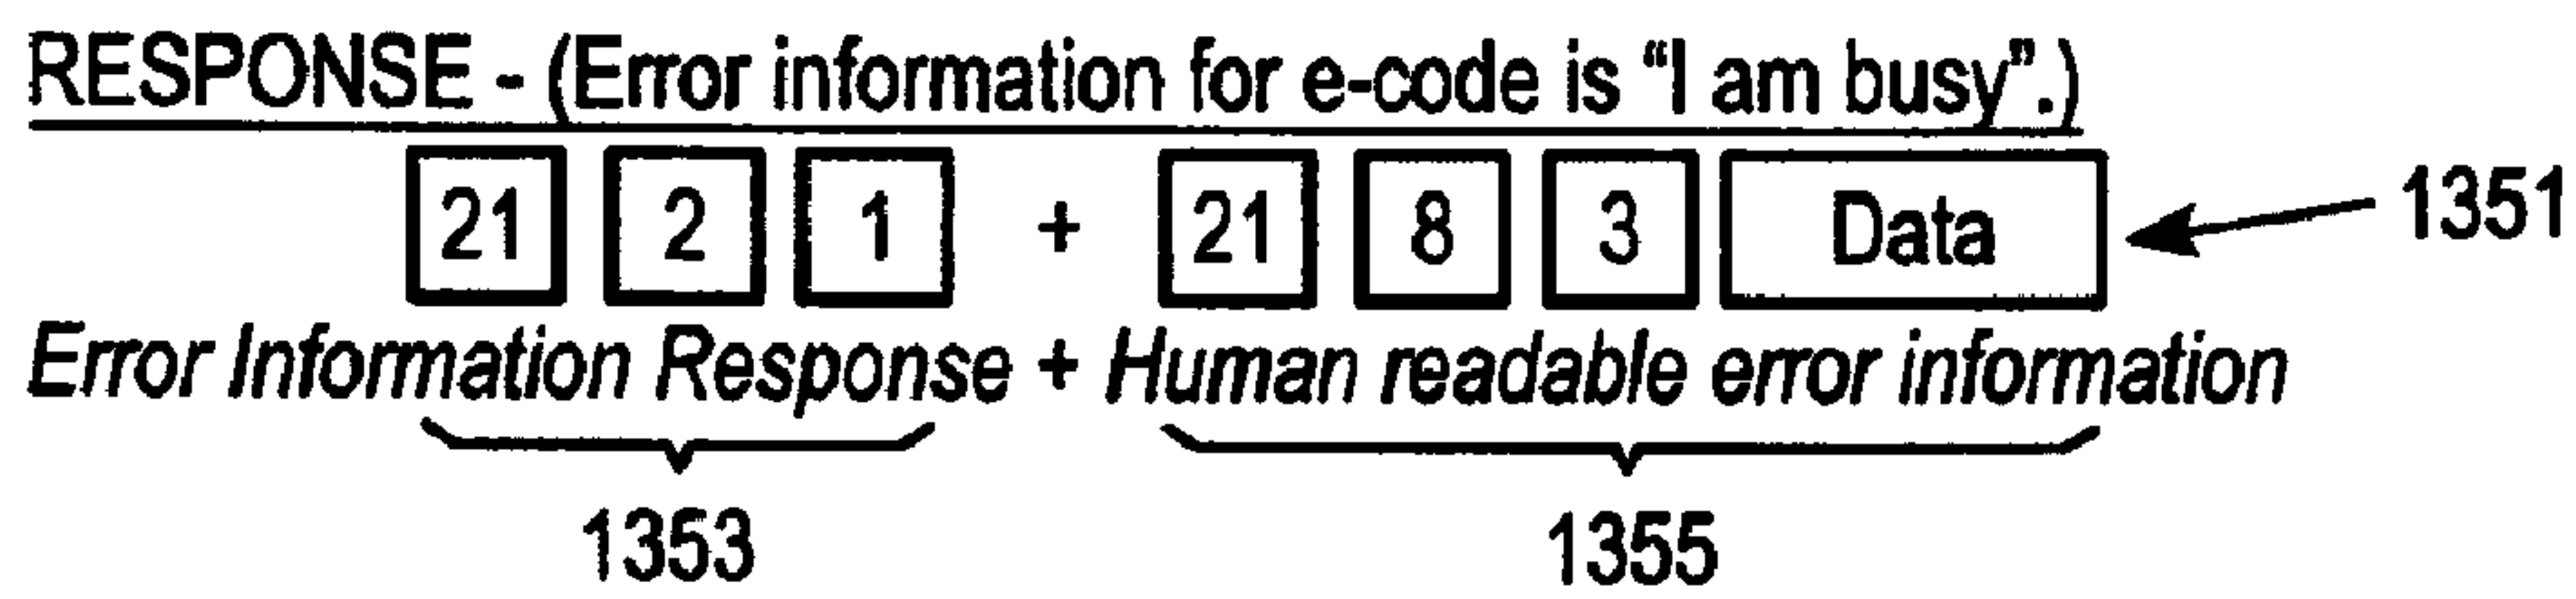 RESPONSE - (Error information for e-code is “I am busy”.)
21 2 1 + 21 8 3 Data 1351
Error Information Response + Human readable error information
1353 1355